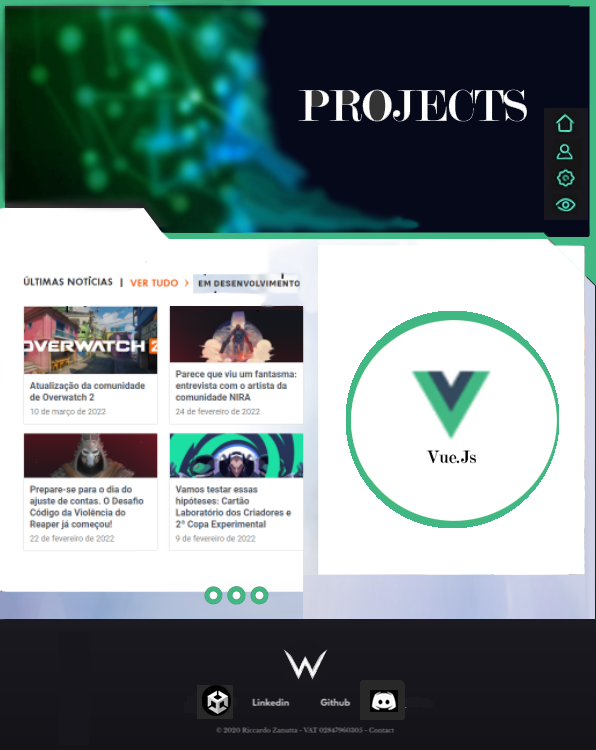 PROJECTS
ÚLTIMAS NOTÍCIAS | VER TUDO > EM DESENVOLVIMENTO
OVERWATCH 2
Atualização da comunidade
de Overwatch 2
10 de março de 2022
Parece que viu um fantasma:
entrevista com o artista da
comunidade NIRA
24 de fevereiro de 2022
Prepare-se para o dia do
ajuste de contas. O Desafio
Código da Violência do
Reaper já começou!
22 de fevereiro de 2022
Vamos testar essas
hipóteses: Cartão
Laboratório dos Criadores e
2ª Copa Experimental
9 de fevereiro de 2022
Vue.Js
Linkedin Github
© 2020 Riccardo Zanutta - VAT 02847960305 - Contact